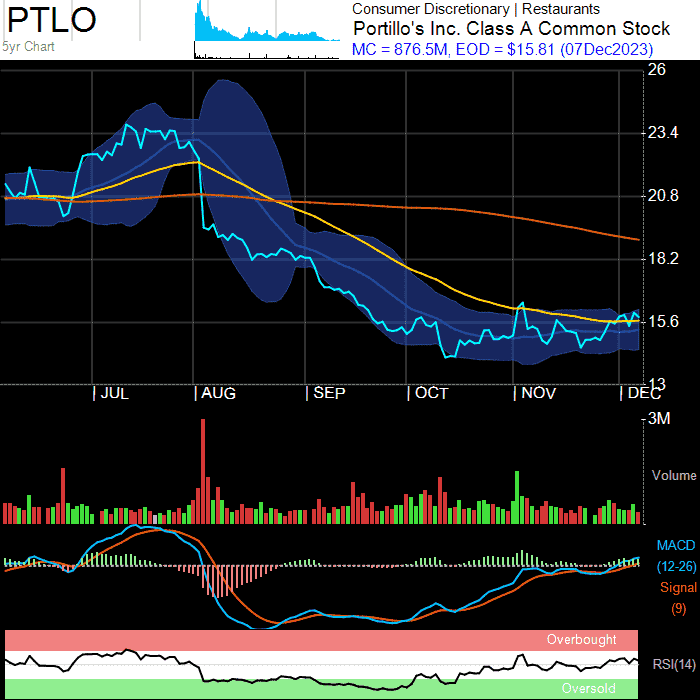 PTLO
5yr Chart
Consumer Discretionary | Restaurants
Portillo's Inc. Class A Common Stock
MC = 876.5M, EOD = $15.81 (07Dec2023)
26
23.4
20.8
18.2
15.6
13
| JUL | AUG | SEP | OCT | NOV | DEC
3M
Volume
MACD
(12-26)
Signal
(9)
Overbought
RSI(14)
Oversold